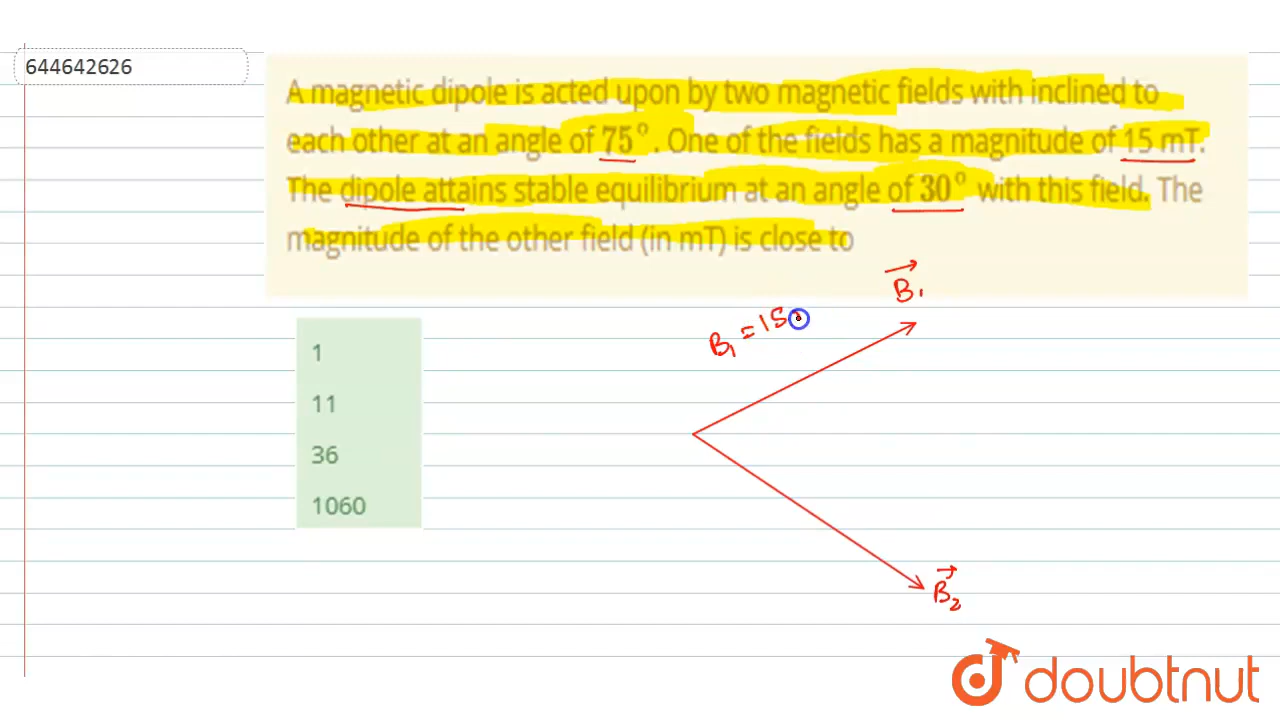 644642626
A magnetic dipole is acted upon by two magnetic fields with inclined to
each other at an angle of 75°. One of the fields has a magnitude of 15 mT.
The dipole attains stable equilibrium at an angle of 30° with this field. The
magnitude of the other field (in mT) is close to
1
11
36
1060
B₁
B₁ = 15
B₂
doubtnut